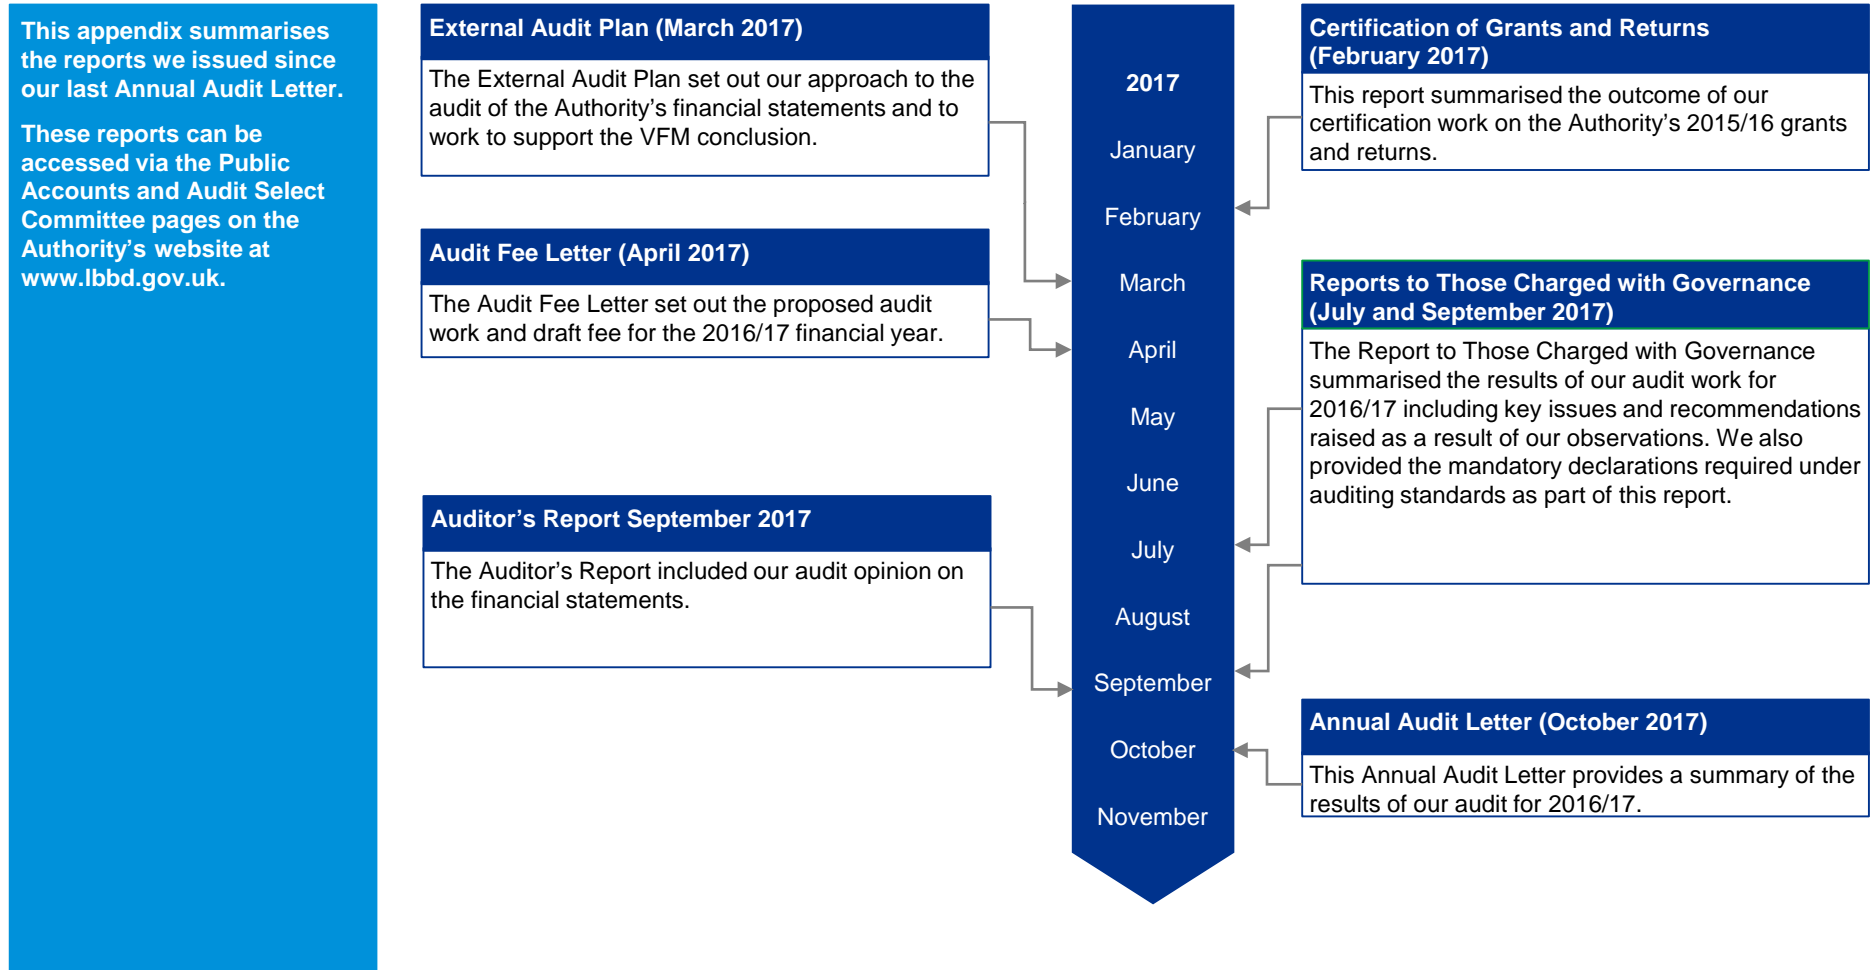 This appendix summarises
the reports we issued since
our last Annual Audit Letter.
These reports can be
accessed via the Public
Accounts and Audit Select
Committee pages on the
Authority’s website at
www.lbbd.gov.uk.
External Audit Plan (March 2017)
The External Audit Plan set out our approach to the
audit of the Authority’s financial statements and to
work to support the VFM conclusion.
Audit Fee Letter (April 2017)
The Audit Fee Letter set out the proposed audit
work and draft fee for the 2016/17 financial year.
Auditor’s Report September 2017
The Auditor’s Report included our audit opinion on
the financial statements.
2017
January
February
March
April
May
June
July
August
September
October
November
Certification of Grants and Returns
(February 2017)
This report summarised the outcome of our
certification work on the Authority’s 2015/16 grants
and returns.
Reports to Those Charged with Governance
(July and September 2017)
The Report to Those Charged with Governance
summarised the results of our audit work for
2016/17 including key issues and recommendations
raised as a result of our observations. We also
provided the mandatory declarations required under
auditing standards as part of this report.
Annual Audit Letter (October 2017)
This Annual Audit Letter provides a summary of the
results of our audit for 2016/17.